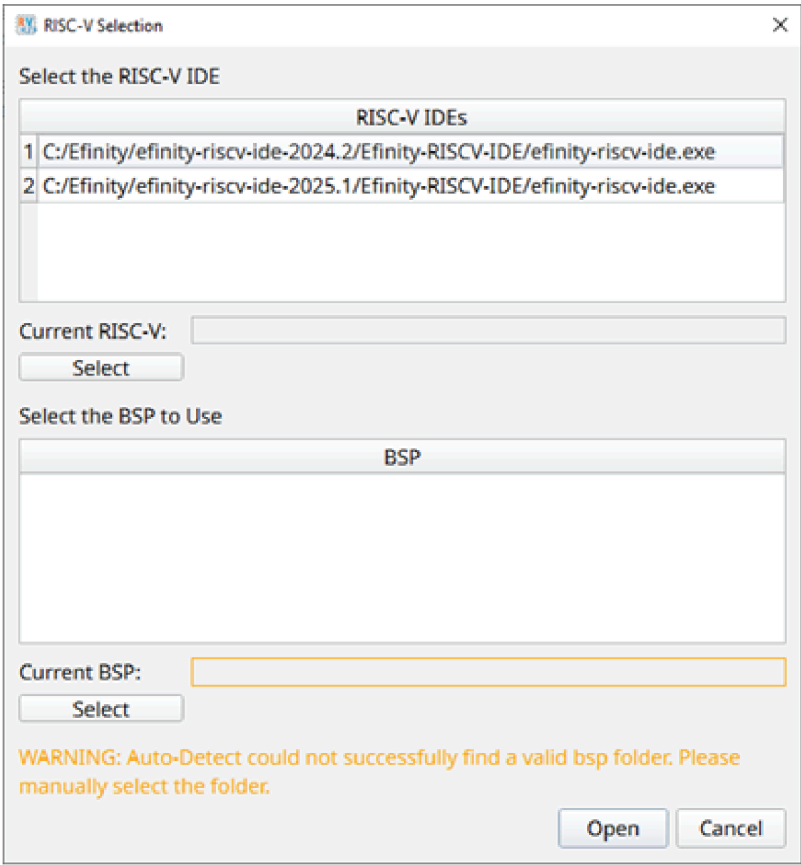 RISC-V Selection
Select the RISC-V IDE
RISC-V IDEs
1 C:/Efinity/efinity-riscv-ide-2024.2/Efinity-RISCV-IDE/efinity-riscv-ide.exe
2 C:/Efinity/efinity-riscv-ide-2025.1/Efinity-RISCV-IDE/efinity-riscv-ide.exe
Current RISC-V:
Select
Select the BSP to Use
BSP
Current BSP:
Select
WARNING: Auto-Detect could not successfully find a valid bsp folder. Please
manually select the folder.
Open Cancel